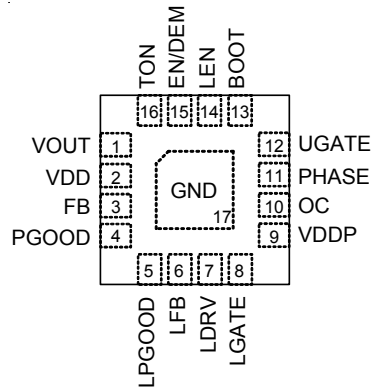 TON
EN/DEM
LEN
BOOT
16 15 14 13
VOUT 1
VDD 2
FB 3
PGOOD 4
12 UGATE
11 PHASE
10 OC
9 VDDP
GND
17
5 6 7 8
LPGOOD
LFB
LDRV
LGATE